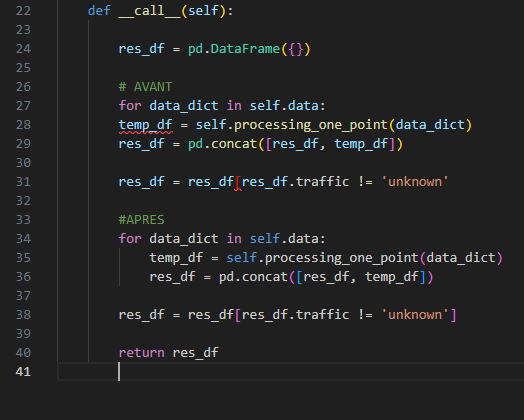 22 def __call__(self):
23
24 res_df = pd.DataFrame({})
25
26 # AVANT
27 for data_dict in self.data:
28 temp_df = self.processing_one_point(data_dict)
29 res_df = pd.concat([res_df, temp_df])
30
31 res_df = res_df[res_df.traffic != 'unknown'
32
33 #APRES
34 for data_dict in self.data:
35 temp_df = self.processing_one_point(data_dict)
36 res_df = pd.concat([res_df, temp_df])
37
38 res_df = res_df[res_df.traffic != 'unknown']
39
40 return res_df
41